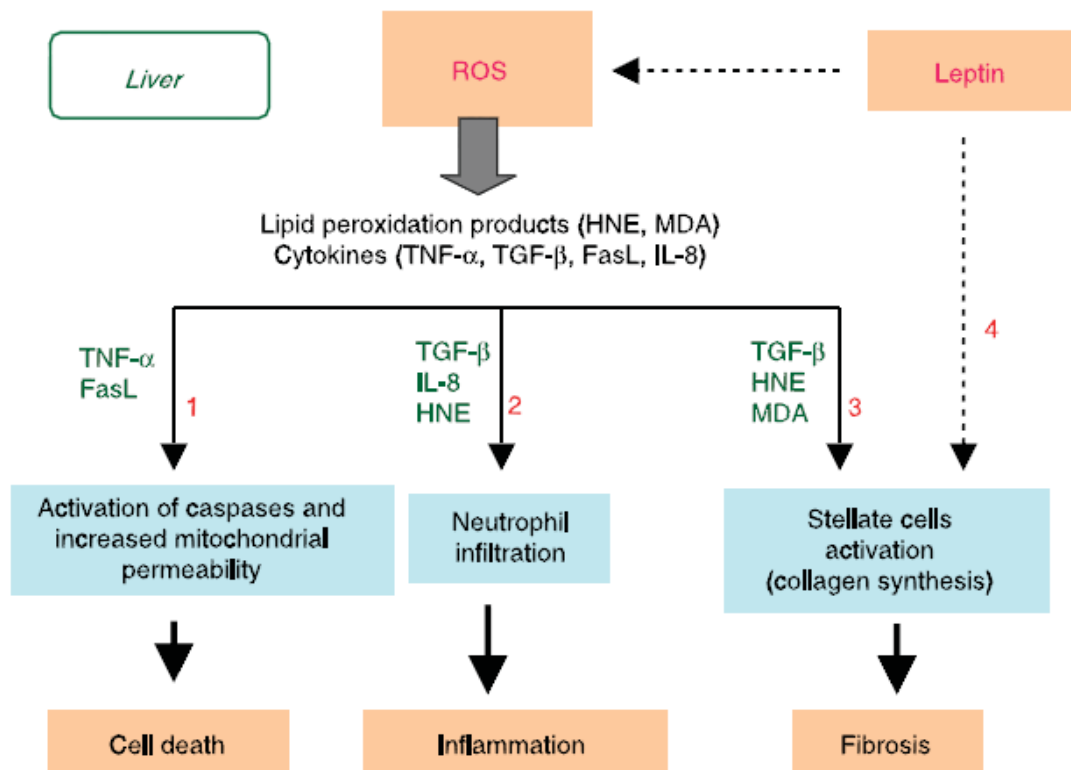 Liver
ROS
Leptin
Lipid peroxidation products (HNE, MDA)
Cytokines (TNF-α, TGF-β, FasL, IL-8)
TNF-α
FasL
1
TGF-β
IL-8
HNE
2
TGF-β
HNE
MDA
3
4
Activation of caspases and
increased mitochondrial
permeability
Neutrophil
infiltration
Stellate cells
activation
(collagen synthesis)
Cell death
Inflammation
Fibrosis